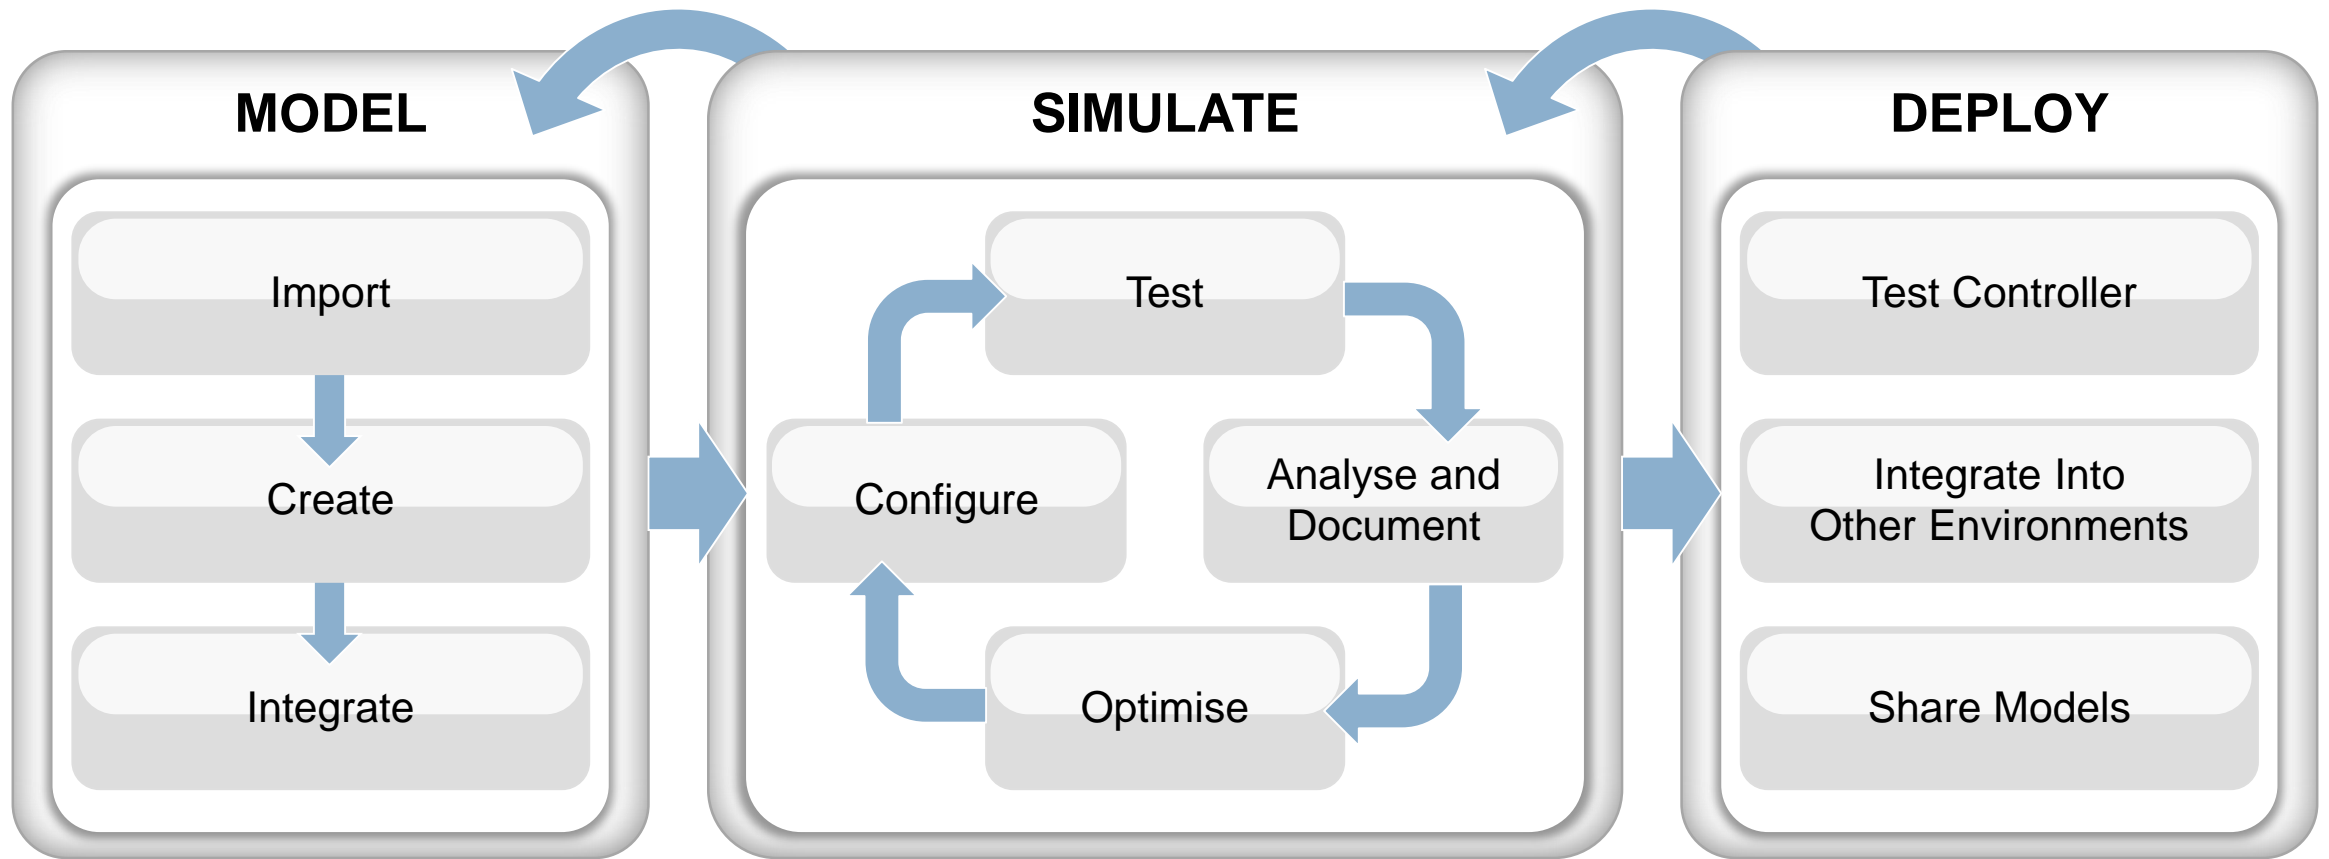 MODEL
Import
Create
Integrate
SIMULATE
Test
Configure
Analyse and
Document
Optimise
DEPLOY
Test Controller
Integrate Into
Other Environments
Share Models